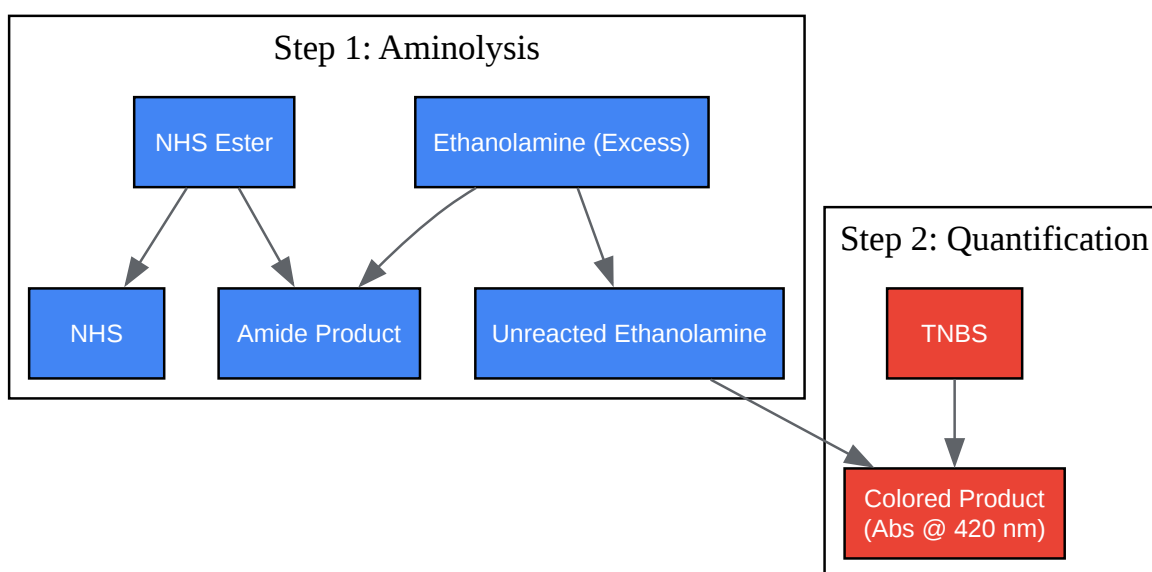 Step 1: Aminolysis
NHS Ester
Ethanolamine (Excess)
NHS
Amide Product
Unreacted Ethanolamine
Step 2: Quantification
TNBS
Colored Product
(Abs @ 420 nm)